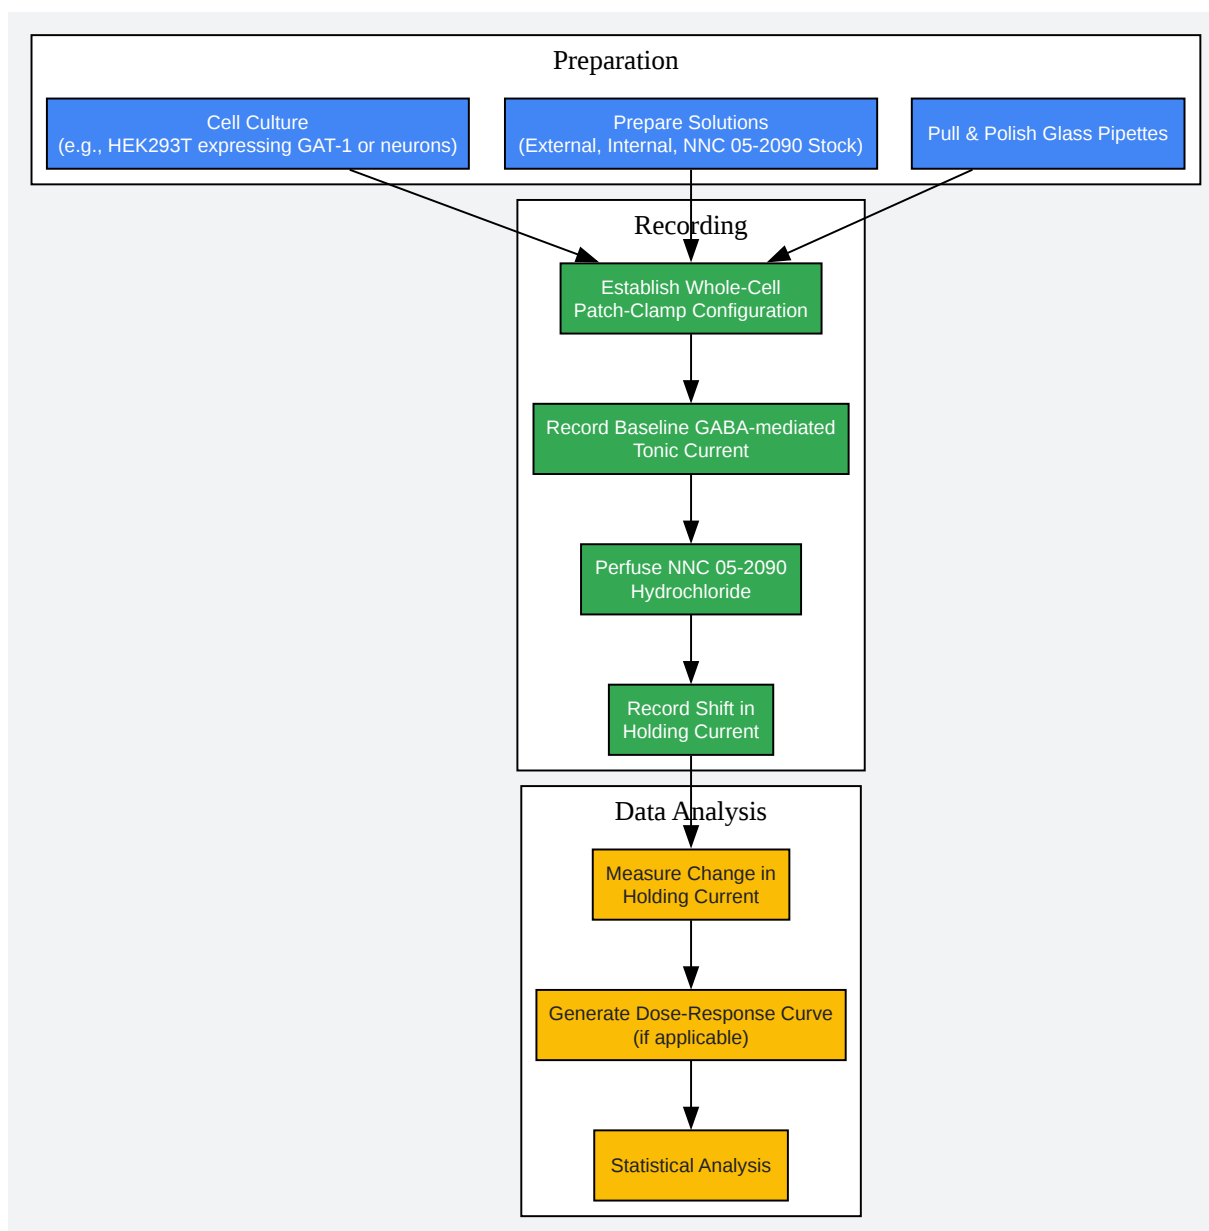 Preparation
Cell Culture
(e.g., HEK293T expressing GAT-1 or neurons)
Prepare Solutions
(External, Internal, NNC 05-2090 Stock)
Pull & Polish Glass Pipettes
Recording
Establish Whole-Cell
Patch-Clamp Configuration
Record Baseline GABA-mediated
Tonic Current
Perfuse NNC 05-2090
Hydrochloride
Record Shift in
Holding Current
Data Analysis
Measure Change in
Holding Current
Generate Dose-Response Curve
(if applicable)
Statistical Analysis